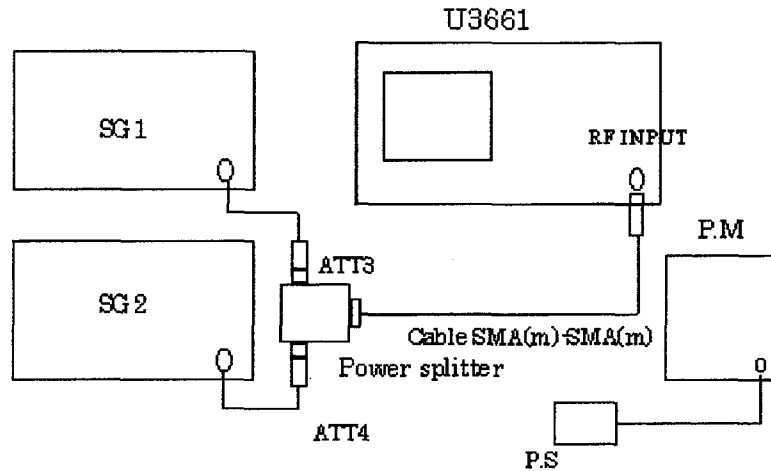 U3661
SG1
RF INPUT
P.M
ATT3
SG2
Cable SMA(m)-SMA(m)
Power splitter
ATT4
P.S